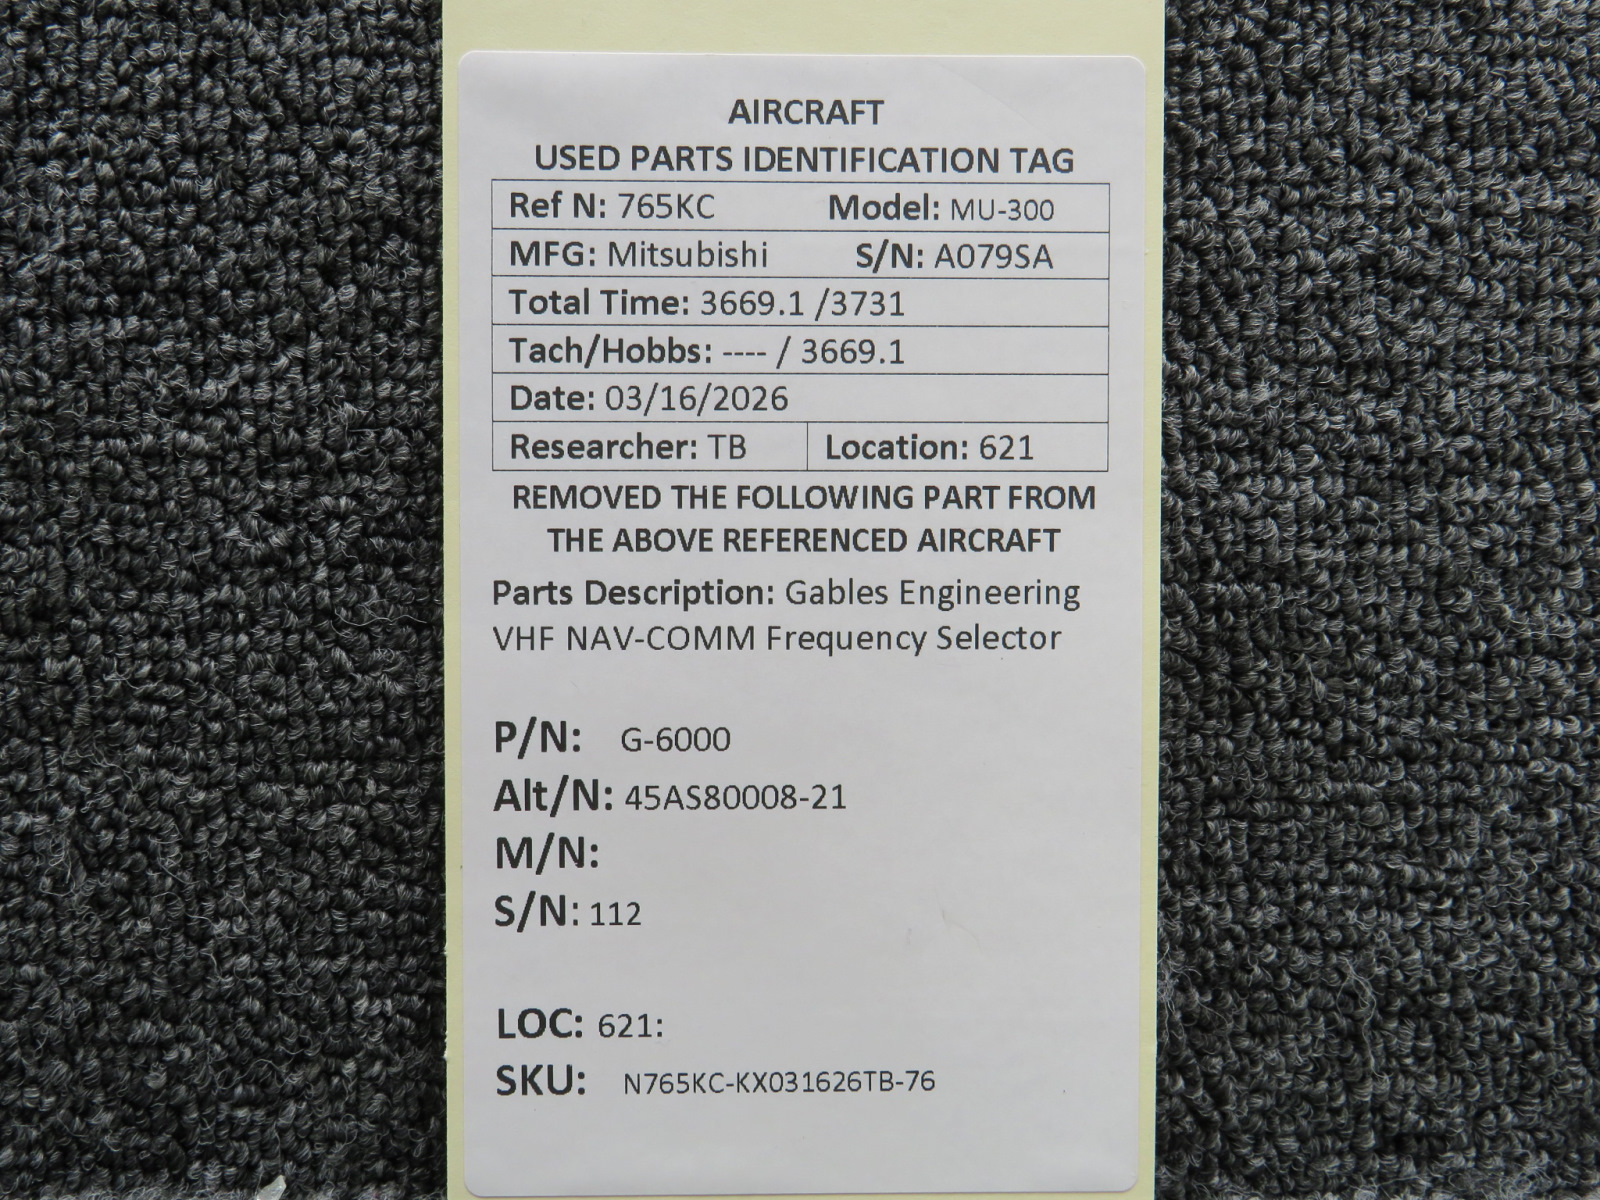 AIRCRAFT
USED PARTS IDENTIFICATION TAG
Ref N: 765KC Model: MU-300
MFG: Mitsubishi S/N: A079SA
Total Time: 3669.1 /3731
Tach/Hobbs: ---- / 3669.1
Date: 03/16/2026
Researcher: TB Location: 621
REMOVED THE FOLLOWING PART FROM
THE ABOVE REFERENCED AIRCRAFT
Parts Description: Gables Engineering
VHF NAV-COMM Frequency Selector
P/N: G-6000
Alt/N: 45AS80008-21
M/N:
S/N: 112
LOC: 621:
SKU: N765KC-KX031626TB-76